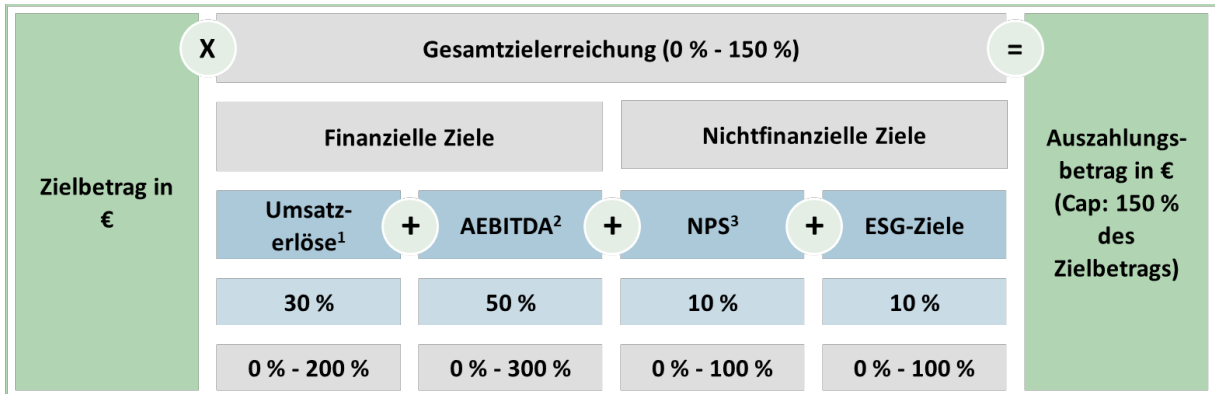 X
Gesamtzielerreichung (0 % - 150 %)
=
Finanzielle Ziele
Nichtfinanzielle Ziele
Zielbetrag in
€
Umsatz-
erlöse¹
+
AEBITDA²
+
NPS³
+
ESG-Ziele
30 %
50 %
10 %
10 %
0 % - 200 %
0 % - 300 %
0 % - 100 %
0 % - 100 %
Auszahlungs-
betrag in €
(Cap: 150 %
des
Zielbetrags)